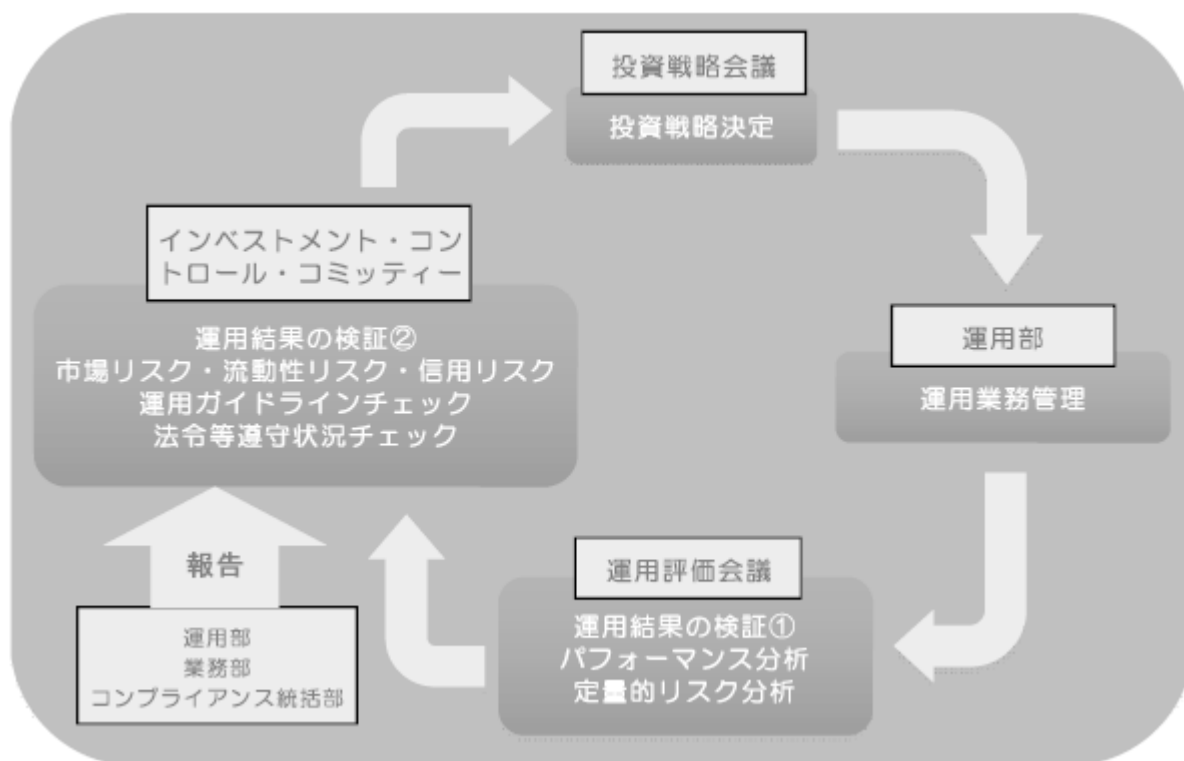 投資戦略会議
投資戦略決定
インベストメント・コン
トロール・コミッティー
運用結果の検証②
市場リスク・流動性リスク・信用リスク
運用ガイドラインチェック
法令等遵守状況チェック
運用部
運用業務管理
運用評価会議
運用結果の検証①
パフォーマンス分析
定量的リスク分析
報告
運用部
業務部
コンプライアンス統括部